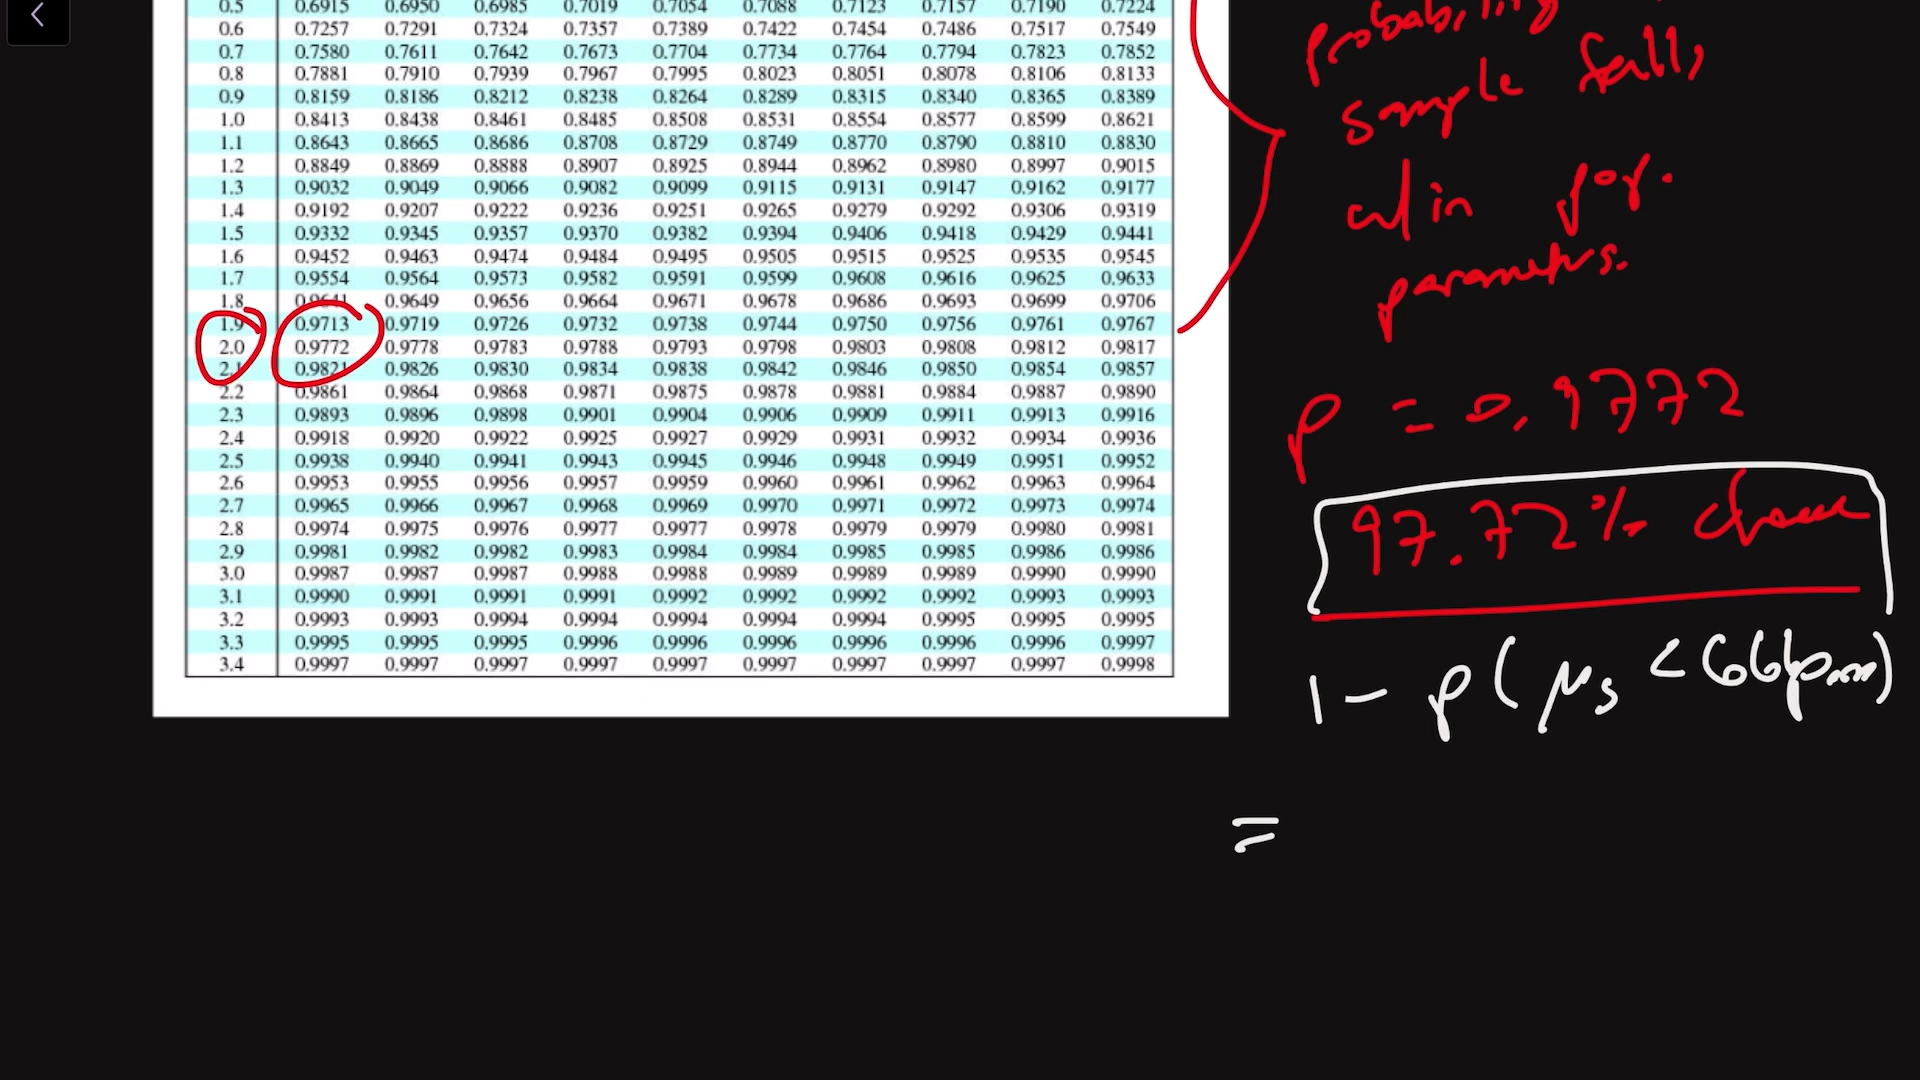 0.5 0.6915 0.6950 0.6985 0.7019 0.7054 0.7088 0.7123 0.7157 0.7190 0.7224
0.6 0.7257 0.7291 0.7324 0.7357 0.7389 0.7422 0.7454 0.7486 0.7517 0.7549
0.7 0.7580 0.7611 0.7642 0.7673 0.7704 0.7734 0.7764 0.7794 0.7823 0.7852
0.8 0.7881 0.7910 0.7939 0.7967 0.7995 0.8023 0.8051 0.8078 0.8106 0.8133
0.9 0.8159 0.8186 0.8212 0.8238 0.8264 0.8289 0.8315 0.8340 0.8365 0.8389
1.0 0.8413 0.8438 0.8461 0.8485 0.8508 0.8531 0.8554 0.8577 0.8599 0.8621
1.1 0.8643 0.8665 0.8686 0.8708 0.8729 0.8749 0.8770 0.8790 0.8810 0.8830
1.2 0.8849 0.8869 0.8888 0.8907 0.8925 0.8944 0.8962 0.8980 0.8997 0.9015
1.3 0.9032 0.9049 0.9066 0.9082 0.9099 0.9115 0.9131 0.9147 0.9162 0.9177
1.4 0.9192 0.9207 0.9222 0.9236 0.9251 0.9265 0.9279 0.9292 0.9306 0.9319
1.5 0.9332 0.9345 0.9357 0.9370 0.9382 0.9394 0.9406 0.9418 0.9429 0.9441
1.6 0.9452 0.9463 0.9474 0.9484 0.9495 0.9505 0.9515 0.9525 0.9535 0.9545
1.7 0.9554 0.9564 0.9573 0.9582 0.9591 0.9599 0.9608 0.9616 0.9625 0.9633
1.8 0.9641 0.9649 0.9656 0.9664 0.9671 0.9678 0.9686 0.9693 0.9699 0.9706
1.9 0.9713 0.9719 0.9726 0.9732 0.9738 0.9744 0.9750 0.9756 0.9761 0.9767
2.0 0.9772 0.9778 0.9783 0.9788 0.9793 0.9798 0.9803 0.9808 0.9812 0.9817
2.1 0.9821 0.9826 0.9830 0.9834 0.9838 0.9842 0.9846 0.9850 0.9854 0.9857
2.2 0.9861 0.9864 0.9868 0.9871 0.9875 0.9878 0.9881 0.9884 0.9887 0.9890
2.3 0.9893 0.9896 0.9898 0.9901 0.9904 0.9906 0.9909 0.9911 0.9913 0.9916
2.4 0.9918 0.9920 0.9922 0.9925 0.9927 0.9929 0.9931 0.9932 0.9934 0.9936
2.5 0.9938 0.9940 0.9941 0.9943 0.9945 0.9946 0.9948 0.9949 0.9951 0.9952
2.6 0.9953 0.9955 0.9956 0.9957 0.9959 0.9960 0.9961 0.9962 0.9963 0.9964
2.7 0.9965 0.9966 0.9967 0.9968 0.9969 0.9970 0.9971 0.9972 0.9973 0.9974
2.8 0.9974 0.9975 0.9976 0.9977 0.9977 0.9978 0.9979 0.9979 0.9980 0.9981
2.9 0.9981 0.9982 0.9982 0.9983 0.9984 0.9984 0.9985 0.9985 0.9986 0.9986
3.0 0.9987 0.9987 0.9987 0.9988 0.9988 0.9989 0.9989 0.9989 0.9990 0.9990
3.1 0.9990 0.9991 0.9991 0.9991 0.9992 0.9992 0.9992 0.9992 0.9993 0.9993
3.2 0.9993 0.9993 0.9994 0.9994 0.9994 0.9994 0.9994 0.9995 0.9995 0.9995
3.3 0.9995 0.9995 0.9995 0.9996 0.9996 0.9996 0.9996 0.9996 0.9996 0.9997
3.4 0.9997 0.9997 0.9997 0.9997 0.9997 0.9997 0.9997 0.9997 0.9997 0.9998
probability
sample falls
w/in pop.
parameters.
p = 0.9772
97.72% chance
1 - p(μs < 66bpm)
=